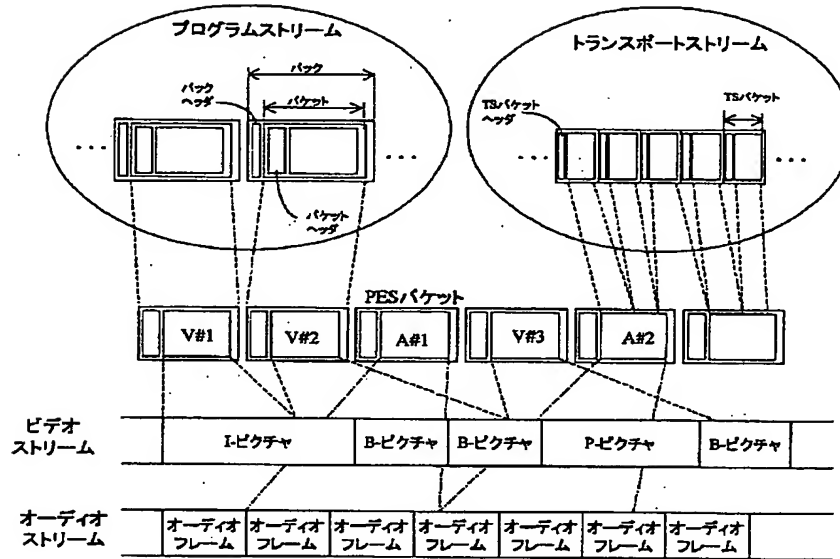 プログラムストリーム
パック
パック
ヘッダ
パケット
パケット
ヘッダ
...
...
トランスポートストリーム
TSパケット
ヘッダ
TSパケット
...
...
PESパケット
V#1
V#2
A#1
V#3
A#2
ビデオ
ストリーム
I-ピクチャ
B-ピクチャ
B-ピクチャ
P-ピクチャ
B-ピクチャ
オーディオ
ストリーム
オーディオ
フレーム
オーディオ
フレーム
オーディオ
フレーム
オーディオ
フレーム
オーディオ
フレーム
オーディオ
フレーム
オーディオ
フレーム